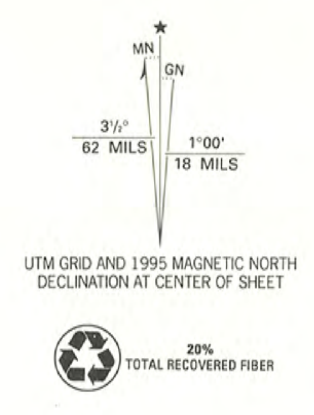 MN
GN
3½°
62 MILS
1°00'
18 MILS
UTM GRID AND 1995 MAGNETIC NORTH
DECLINATION AT CENTER OF SHEET
20%
TOTAL RECOVERED FIBER